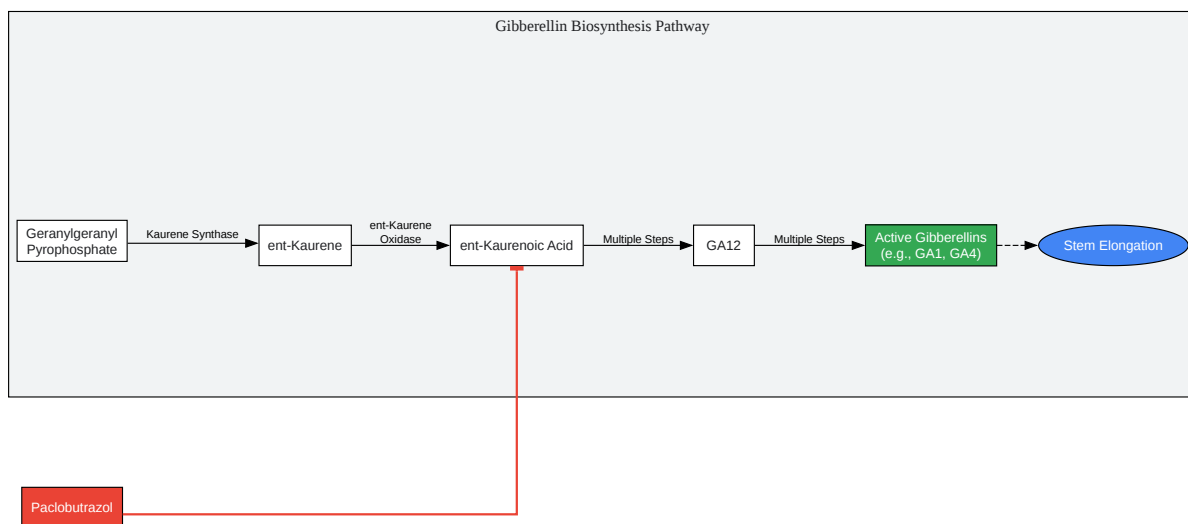 Gibberellin Biosynthesis Pathway
Geranylgeranyl
Pyrophosphate
Kaurene Synthase
ent-Kaurene
ent-Kaurene
Oxidase
ent-Kaurenoic Acid
Multiple Steps
GA12
Multiple Steps
Active Gibberellins
(e.g., GA1, GA4)
Stem Elongation
Paclobutrazol